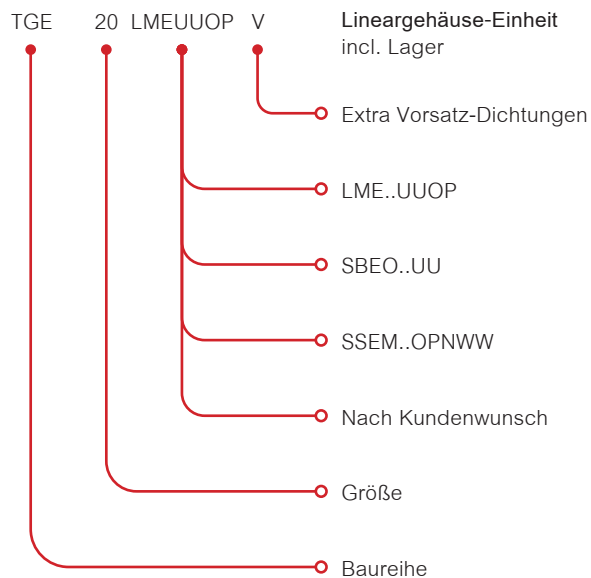 TGE 20 LMEUUOP V Lineargehäuse-Einheit
incl. Lager
Extra Vorsatz-Dichtungen
LME..UUOP
SBEO..UU
SSEM..OPNWW
Nach Kundenwunsch
Größe
Baureihe